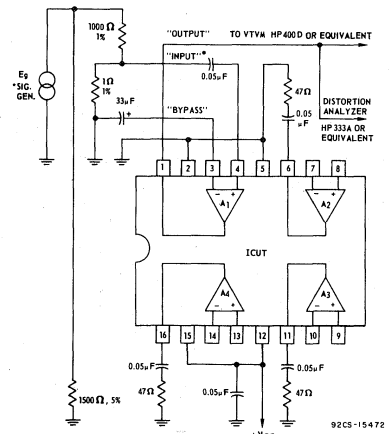 1000 Ω
1%
"OUTPUT"
TO VTVM HP400D OR EQUIVALENT
"INPUT"*
0.05µF
Eg
*SIG.
GEN.
1Ω
1%
33µF
+
"BYPASS"
47Ω
0.05
µF
DISTORTION
ANALYZER
HP333A OR
EQUIVALENT
1 2 3 4 5 6 7 8
- + - +
A1 A2
ICUT
A4 A3
- + - +
16 15 14 13 12 11 10 9
0.05µF
47Ω
0.05µF
0.05µF
47Ω
1500Ω, 5%
92CS-15472